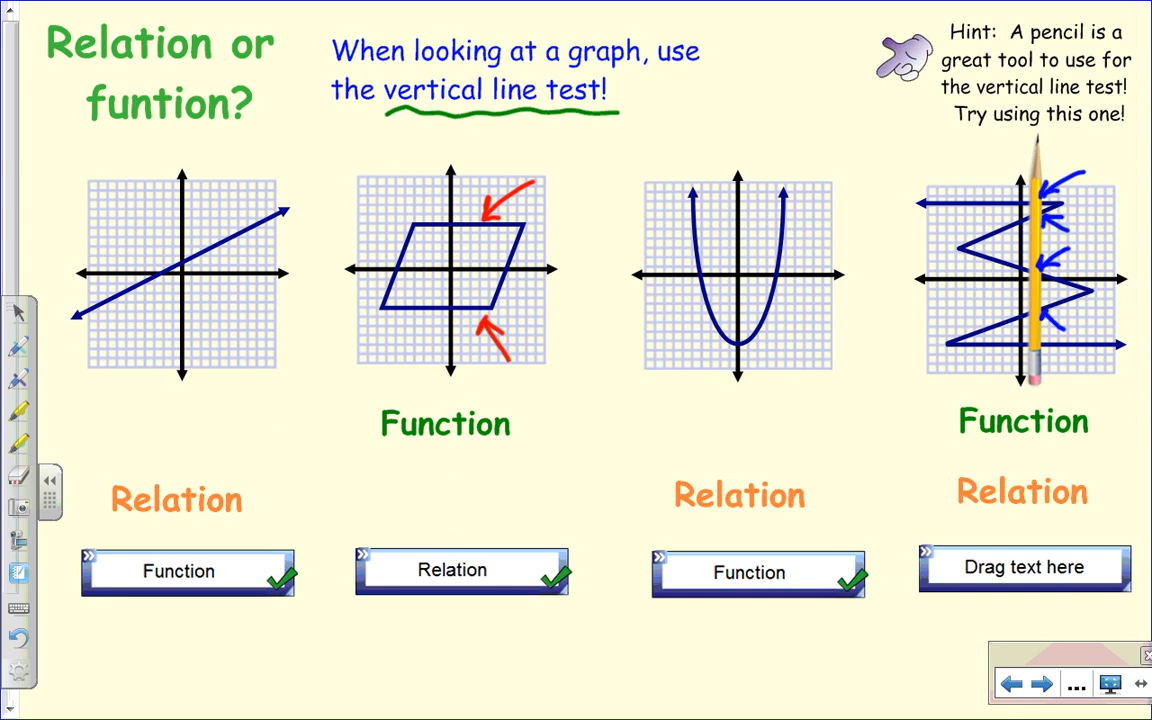 Relation or
funtion?
When looking at a graph, use
the vertical line test!
Hint: A pencil is a
great tool to use for
the vertical line test!
Try using this one!
Function
Function
Relation
Relation
Relation
Function
Relation
Function
Drag text here